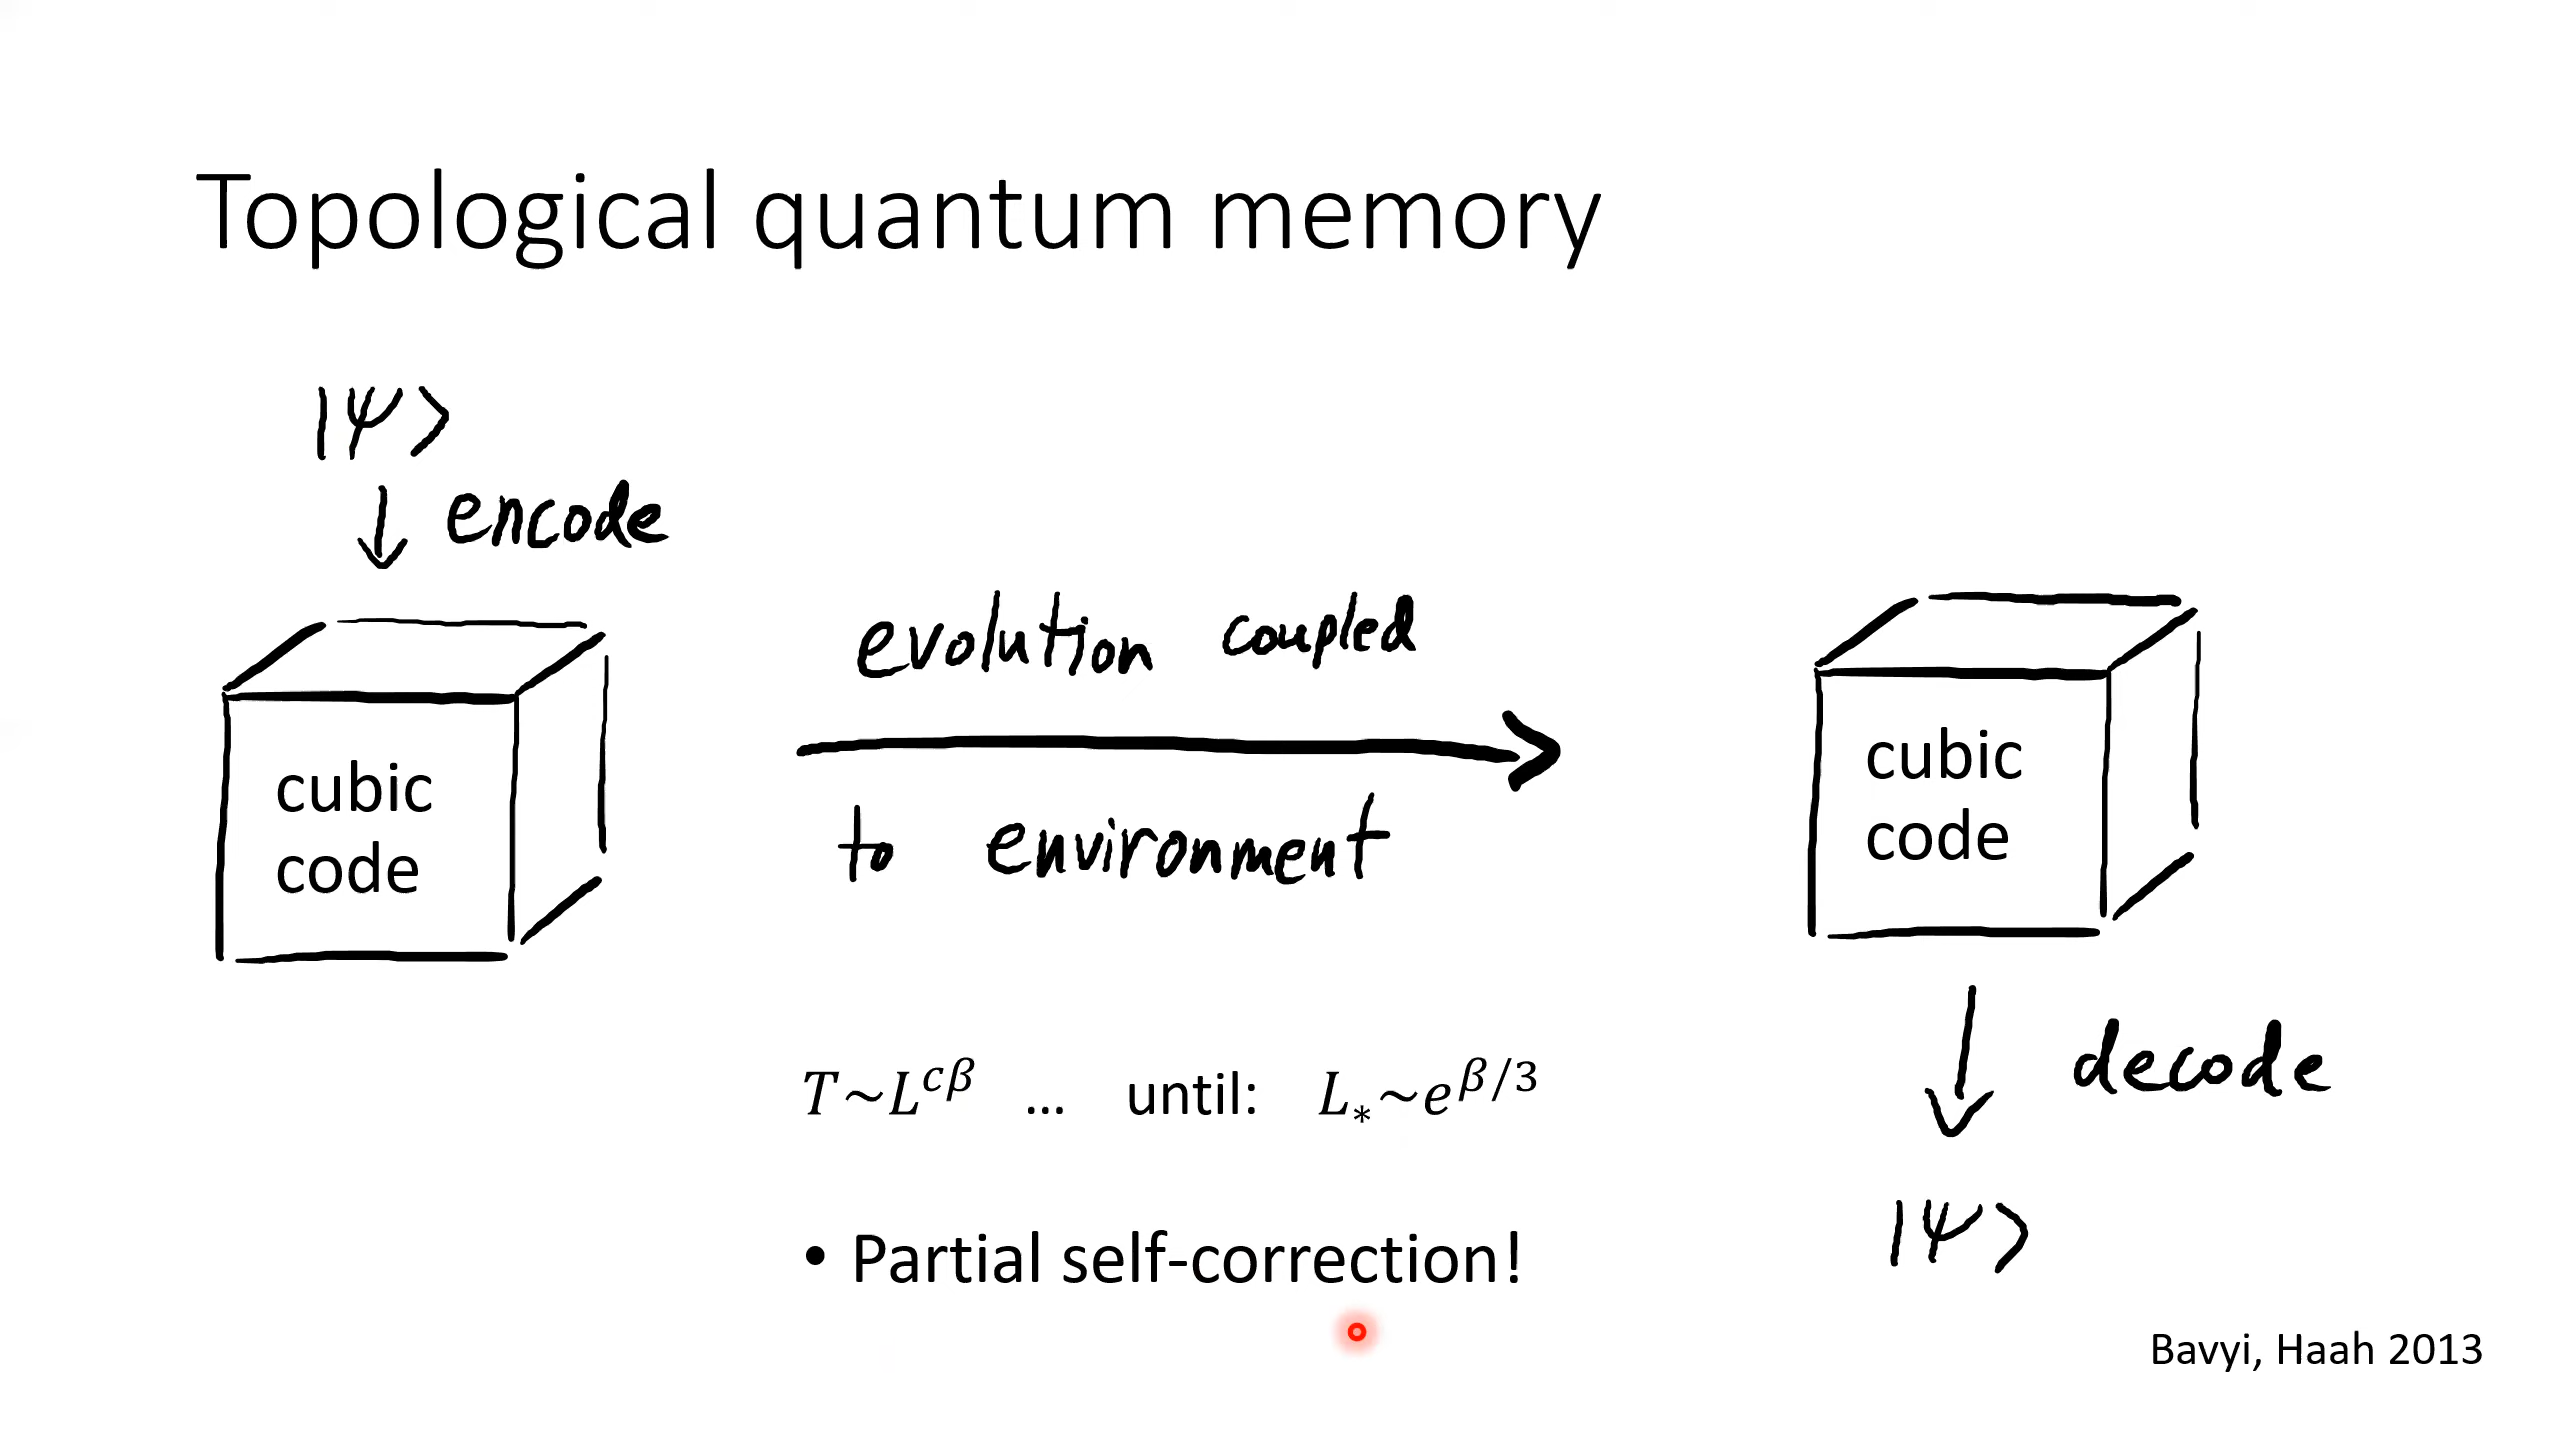 Topological quantum memory
|ψ⟩
↓ encode
cubic
code
evolution coupled
to environment
cubic
code
T~L^{cβ} … until: L_*~e^{β/3}
decode
• Partial self-correction!
|ψ⟩
Bavyi, Haah 2013